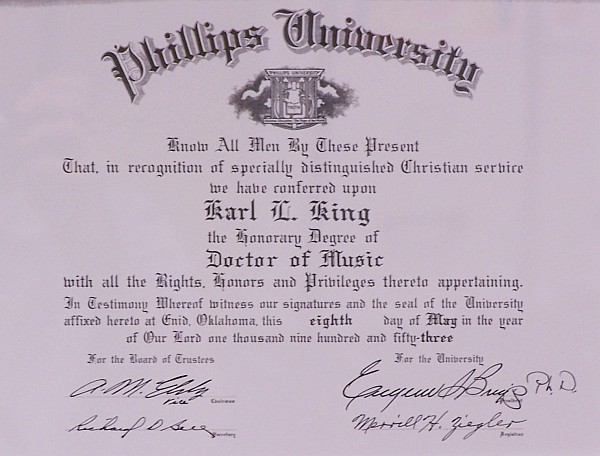 Phillips University
PHILLIPS UNIVERSITY
Know All Men By These Present
That, in recognition of specially distinguished Christian service
we have conferred upon
Karl L. King
the Honorary Degree of
Doctor of Music
with all the Rights, Honors and Privileges thereto appertaining.
In Testimony Whereof witness our signatures and the seal of the University
affixed hereto at Enid, Oklahoma, this eighth day of May in the year
of Our Lord one thousand nine hundred and fifty-three
For the Board of Trustees For the University
Vice Chairman
Ph.D.
President
Secretary
Merrill H. Ziegler
Registrar